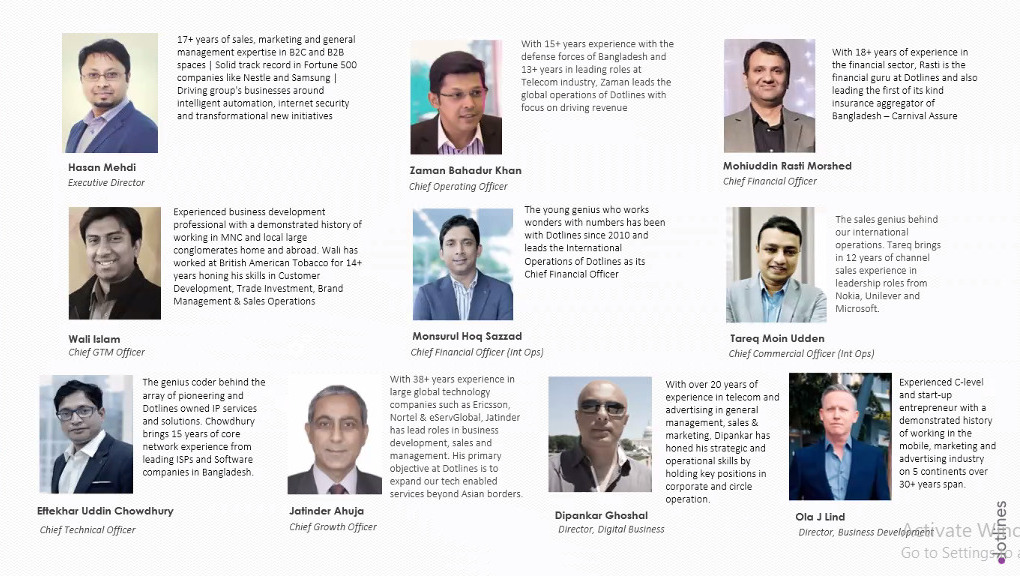 17+ years of sales, marketing and general
management expertise in B2C and B2B
spaces | Solid track record in Fortune 500
companies like Nestle and Samsung |
Driving group's businesses around
intelligent automation, internet security
and transformational new initiatives
Hasan Mehdi
Executive Director
With 15+ years experience with the
defense forces of Bangladesh and
13+ years in leading roles at
Telecom industry, Zaman leads the
global operations of Dotlines with
focus on driving revenue
Zaman Bahadur Khan
Chief Operating Officer
With 18+ years of experience in
the financial sector, Rasti is the
financial guru at Dotlines and also
leading the first of its kind
insurance aggregator of
Bangladesh – Carnival Assure
Mohiuddin Rasti Morshed
Chief Financial Officer
Experienced business development
professional with a demonstrated history of
working in MNC and local large
conglomerates home and abroad. Wali has
worked at British American Tobacco for 14+
years honing his skills in Customer
Development, Trade Investment, Brand
Management & Sales Operations
Wali Islam
Chief GTM Officer
The young genius who works
wonders with numbers has been
with Dotlines since 2010 and
leads the International
Operations of Dotlines as its
Chief Financial Officer
Monsurul Hoq Sazzad
Chief Financial Officer (Int Ops)
The sales genius behind
our international
operations. Tareq brings
in 12 years of channel
sales experience in
leadership roles from
Nokia, Unilever and
Microsoft.
Tareq Moin Udden
Chief Commercial Officer (Int Ops)
The genius coder behind the
array of pioneering and
Dotlines owned IP services
and solutions. Chowdhury
brings 15 years of core
network experience from
leading ISPs and Software
companies in Bangladesh.
Eftekhar Uddin Chowdhury
Chief Technical Officer
With 38+ years experience in
large global technology
companies such as Ericsson,
Nortel & eServGlobal, Jatinder
has lead roles in business
development, sales and
management. His primary
objective at Dotlines is to
expand our tech enabled
services beyond Asian borders.
Jatinder Ahuja
Chief Growth Officer
With over 20 years of
experience in telecom and
advertising in general
management, sales &
marketing. Dipankar has
honed his strategic and
operational skills by
holding key positions in
corporate and circle
operation.
Dipankar Ghoshal
Director, Digital Business
Experienced C-level
and start-up
entrepreneur with a
demonstrated history
of working in the
mobile, marketing and
advertising industry
on 5 continents over
30+ years span.
Ola J Lind
Director, Business Development
Activate Winc
Go to Settings to a
dotlines